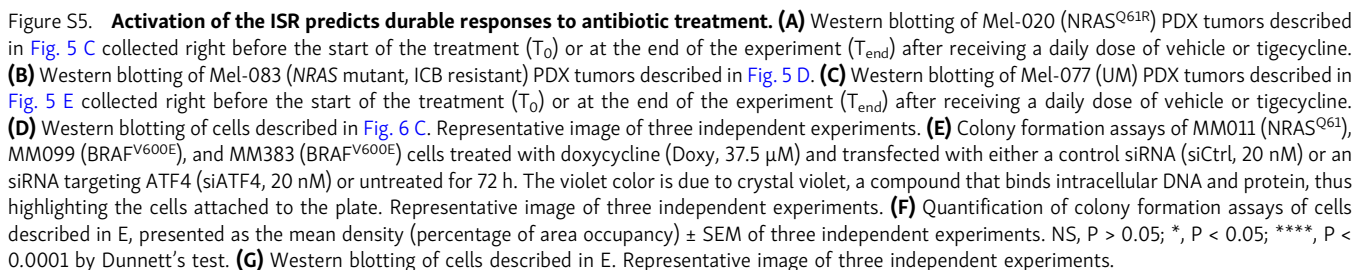 Figure S5. Activation of the ISR predicts durable responses to antibiotic treatment. (A) Western blotting of Mel-020 (NRASQ61R) PDX tumors described
in Fig. 5 C collected right before the start of the treatment (T0) or at the end of the experiment (Tend) after receiving a daily dose of vehicle or tigecycline.
(B) Western blotting of Mel-083 (NRAS mutant, ICB resistant) PDX tumors described in Fig. 5 D. (C) Western blotting of Mel-077 (UM) PDX tumors described in
Fig. 5 E collected right before the start of the treatment (T0) or at the end of the experiment (Tend) after receiving a daily dose of vehicle or tigecycline.
(D) Western blotting of cells described in Fig. 6 C. Representative image of three independent experiments. (E) Colony formation assays of MM011 (NRASQ61),
MM099 (BRAFV600E), and MM383 (BRAFV600E) cells treated with doxycycline (Doxy, 37.5 µM) and transfected with either a control siRNA (siCtrl, 20 nM) or an
siRNA targeting ATF4 (siATF4, 20 nM) or untreated for 72 h. The violet color is due to crystal violet, a compound that binds intracellular DNA and protein, thus
highlighting the cells attached to the plate. Representative image of three independent experiments. (F) Quantification of colony formation assays of cells
described in E, presented as the mean density (percentage of area occupancy) ± SEM of three independent experiments. NS, P > 0.05; *, P < 0.05; ****, P <
0.0001 by Dunnett's test. (G) Western blotting of cells described in E. Representative image of three independent experiments.